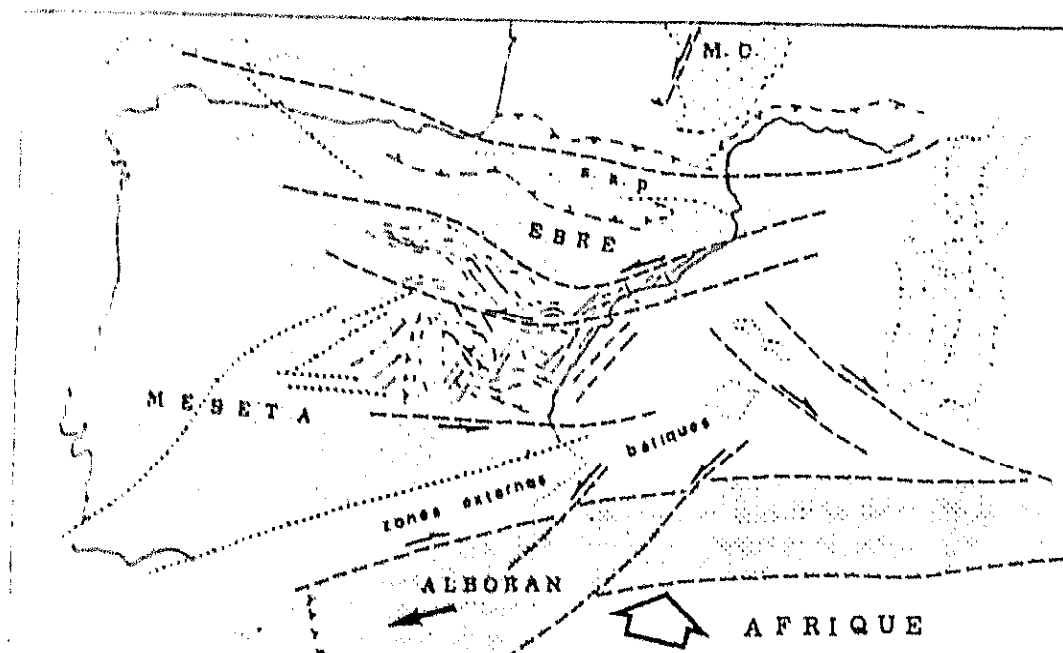 M.C.
s.s.p
EBRE
MESETA
zones externes bétiques
ALBORAN
AFRIQUE